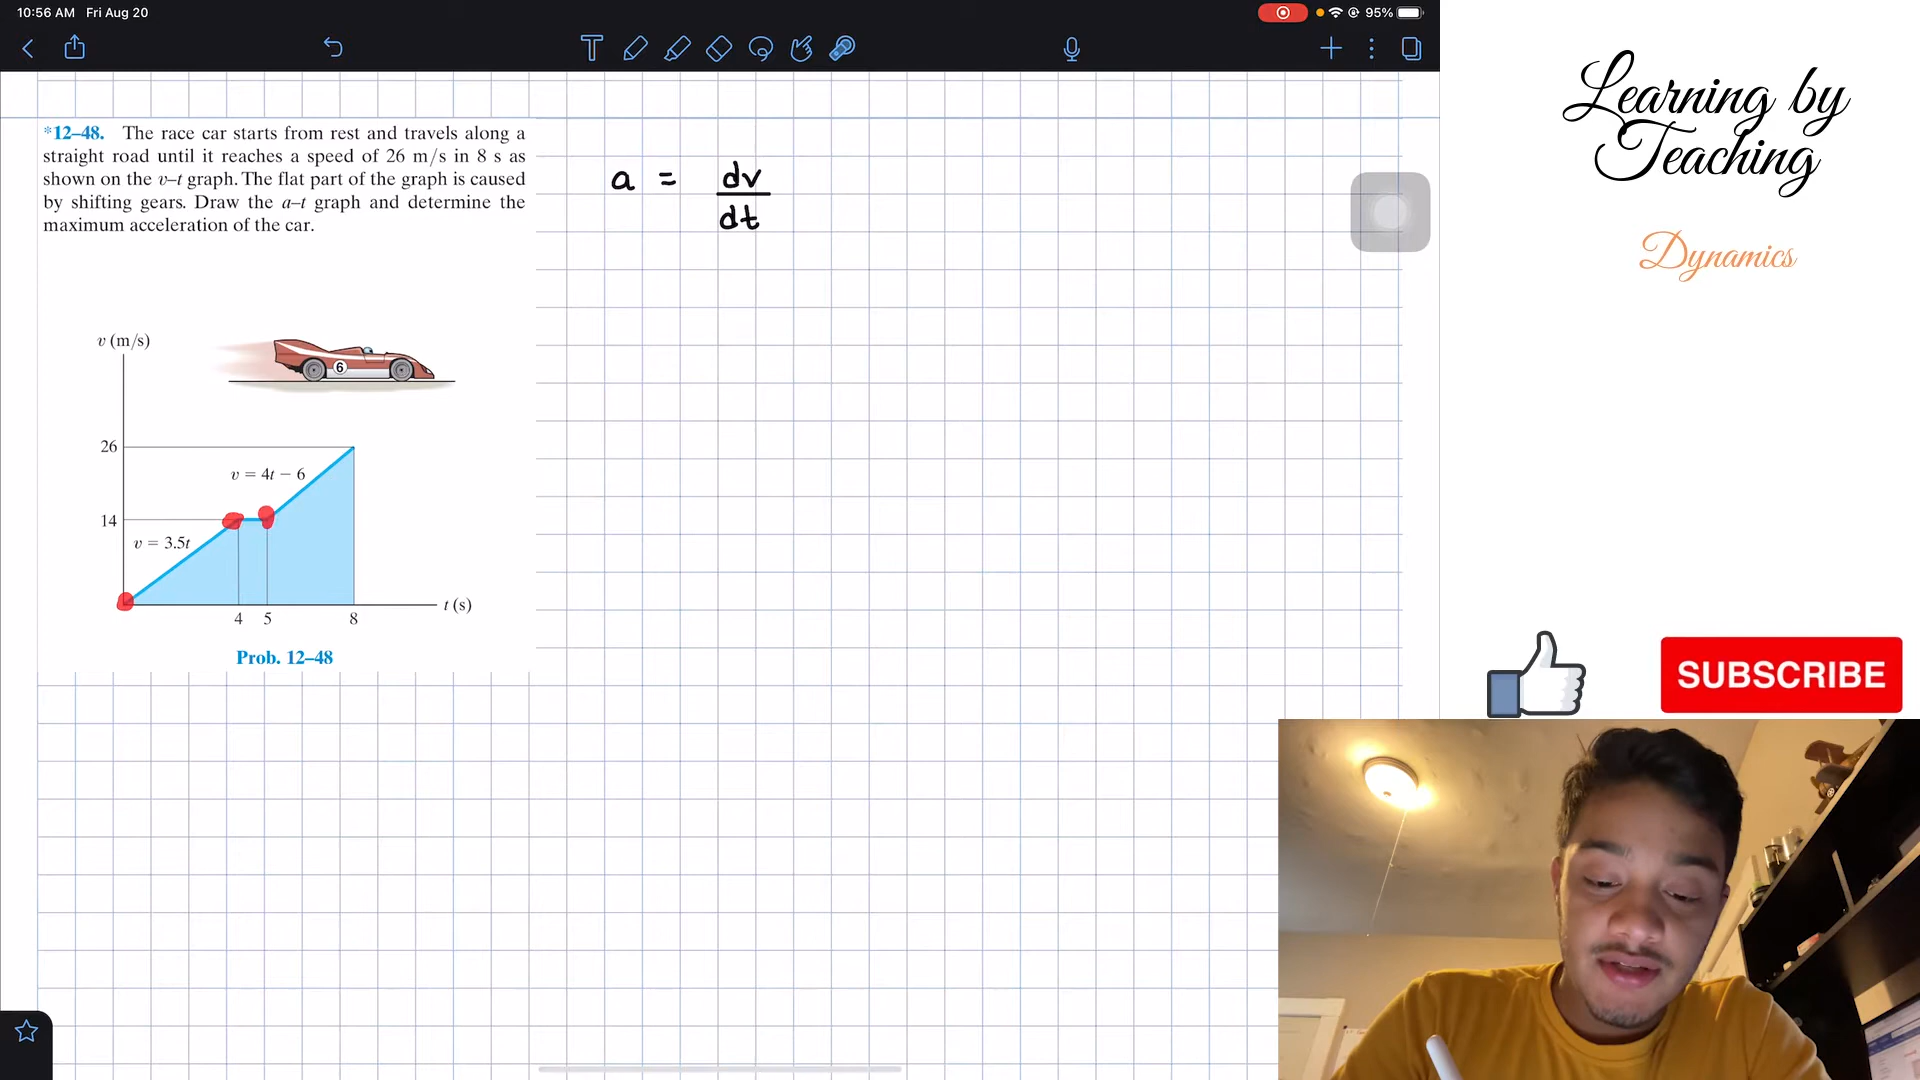 10:56 AM Fri Aug 20
95%
*12–48. The race car starts from rest and travels along a
straight road until it reaches a speed of 26 m/s in 8 s as
shown on the v–t graph. The flat part of the graph is caused
by shifting gears. Draw the a–t graph and determine the
maximum acceleration of the car.
a = dv
dt
v (m/s)
6
26
v = 4t − 6
14
v = 3.5t
t (s)
4 5 8
Prob. 12–48
Learning by
Teaching
Dynamics
SUBSCRIBE